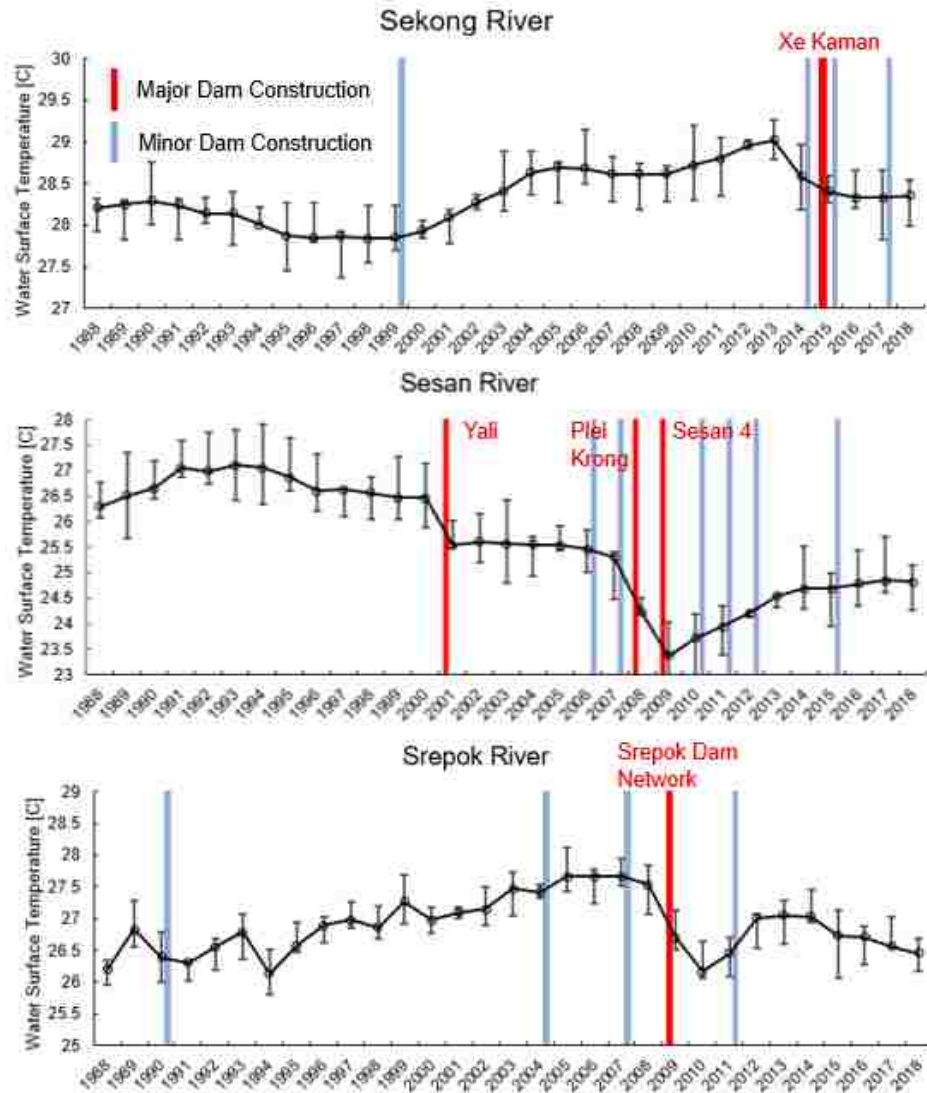 Sekong River
Xe Kaman
Major Dam Construction
Minor Dam Construction
Water Surface Temperature [C]
30
29.5
29
28.5
28
27.5
27
1988 1989 1990 1991 1992 1993 1994 1995 1996 1997 1998 1999 2000 2001 2002 2003 2004 2005 2006 2007 2008 2009 2010 2011 2012 2013 2014 2015 2016 2017 2018
Sesan River
Yali
Plei
Krong
Sesan 4
Water Surface Temperature [C]
28
27.5
27
26.5
26
25.5
25
24.5
24
23.5
23
1988 1989 1990 1991 1992 1993 1994 1995 1996 1997 1998 1999 2000 2001 2002 2003 2004 2005 2006 2007 2008 2009 2010 2011 2012 2013 2014 2015 2016 2017 2018
Srepok River
Srepok Dam
Network
Water Surface Temperature [C]
29
28.5
28
27.5
27
26.5
26
25.5
25
1988 1989 1990 1991 1992 1993 1994 1995 1996 1997 1998 1999 2000 2001 2002 2003 2004 2005 2006 2007 2009 2010 2011 2012 2013 2014 2015 2016 2017 2018